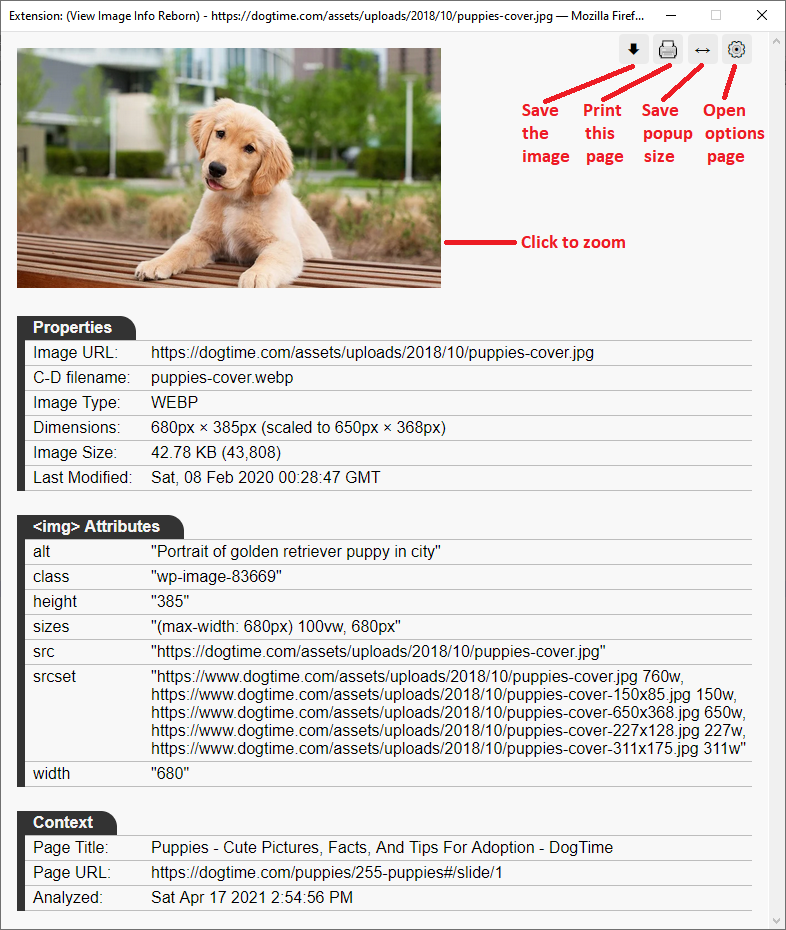 Extension: (View Image Info Reborn) - https://dogtime.com/assets/uploads/2018/10/puppies-cover.jpg — Mozilla Firef...
Save the image
Print this page
Save popup size
Open options page
Click to zoom
Properties
Image URL: https://dogtime.com/assets/uploads/2018/10/puppies-cover.jpg
C-D filename: puppies-cover.webp
Image Type: WEBP
Dimensions: 680px × 385px (scaled to 650px × 368px)
Image Size: 42.78 KB (43,808)
Last Modified: Sat, 08 Feb 2020 00:28:47 GMT
<img> Attributes
alt "Portrait of golden retriever puppy in city"
class "wp-image-83669"
height "385"
sizes "(max-width: 680px) 100vw, 680px"
src "https://dogtime.com/assets/uploads/2018/10/puppies-cover.jpg"
srcset "https://www.dogtime.com/assets/uploads/2018/10/puppies-cover.jpg 760w,
https://www.dogtime.com/assets/uploads/2018/10/puppies-cover-150x85.jpg 150w,
https://www.dogtime.com/assets/uploads/2018/10/puppies-cover-650x368.jpg 650w,
https://www.dogtime.com/assets/uploads/2018/10/puppies-cover-227x128.jpg 227w,
https://www.dogtime.com/assets/uploads/2018/10/puppies-cover-311x175.jpg 311w"
width "680"
Context
Page Title: Puppies - Cute Pictures, Facts, And Tips For Adoption - DogTime
Page URL: https://dogtime.com/puppies/255-puppies#/slide/1
Analyzed: Sat Apr 17 2021 2:54:56 PM